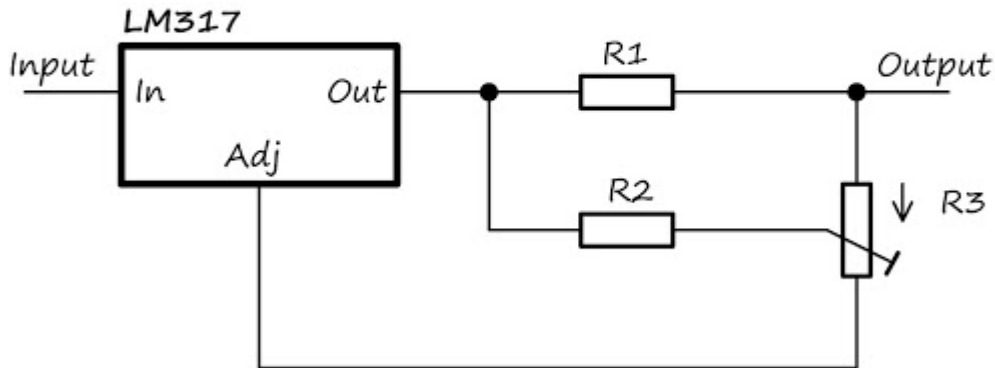 LM317
Input
In
Out
Adj
R1
Output
R2
R3